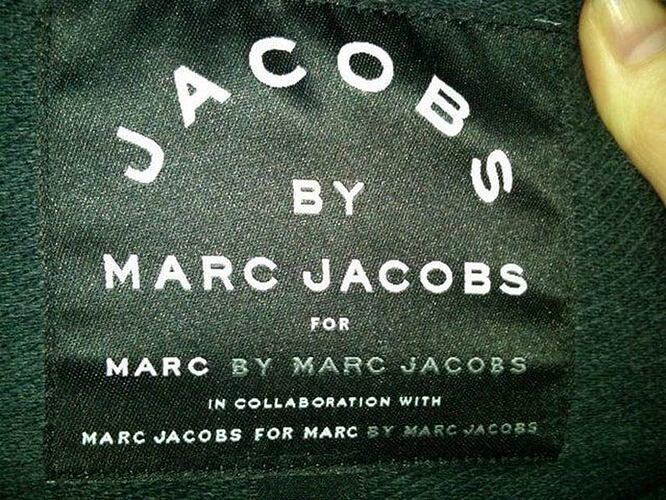 JACOBS
BY
MARC JACOBS
FOR
MARC BY MARC JACOBS
IN COLLABORATION WITH
MARC JACOBS FOR MARC BY MARC JACOBS